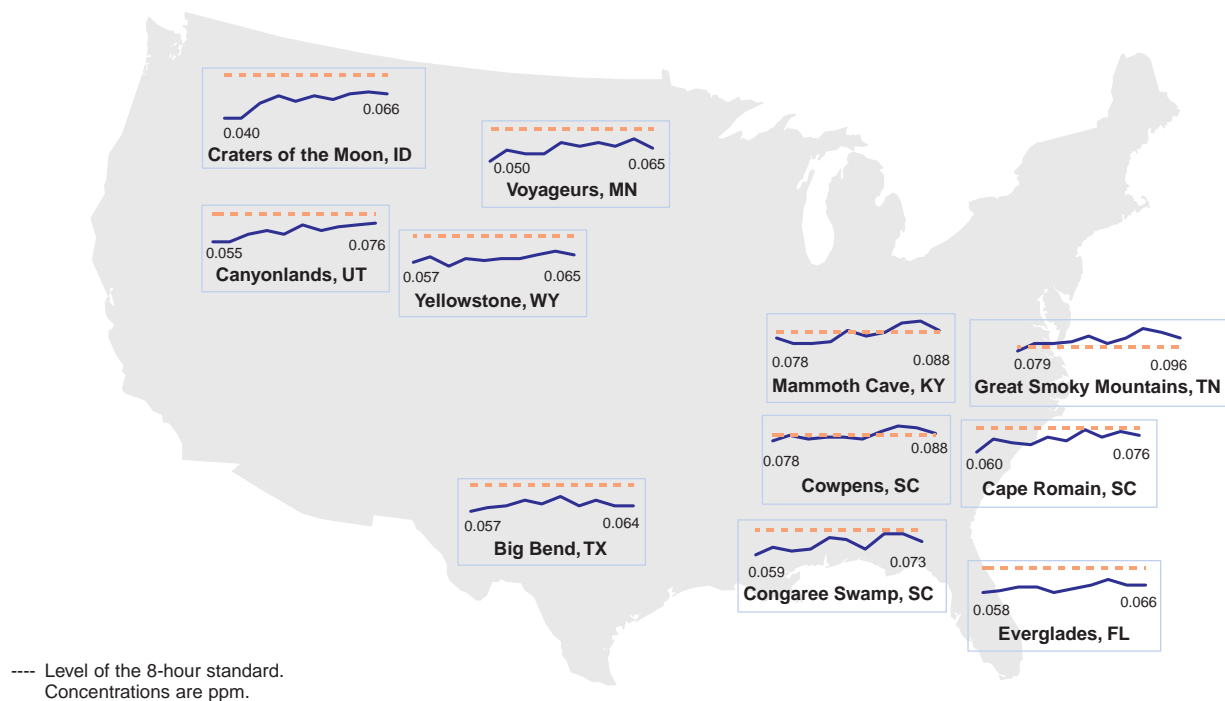 0.040
0.066
Craters of the Moon, ID
0.050
0.065
Voyageurs, MN
0.055
0.076
Canyonlands, UT
0.057
0.065
Yellowstone, WY
0.078
0.088
Mammoth Cave, KY
0.079
0.096
Great Smoky Mountains, TN
0.078
0.088
Cowpens, SC
0.060
0.076
Cape Romain, SC
0.057
0.064
Big Bend, TX
0.059
0.073
Congaree Swamp, SC
0.058
0.066
Everglades, FL
---- Level of the 8-hour standard.
Concentrations are ppm.